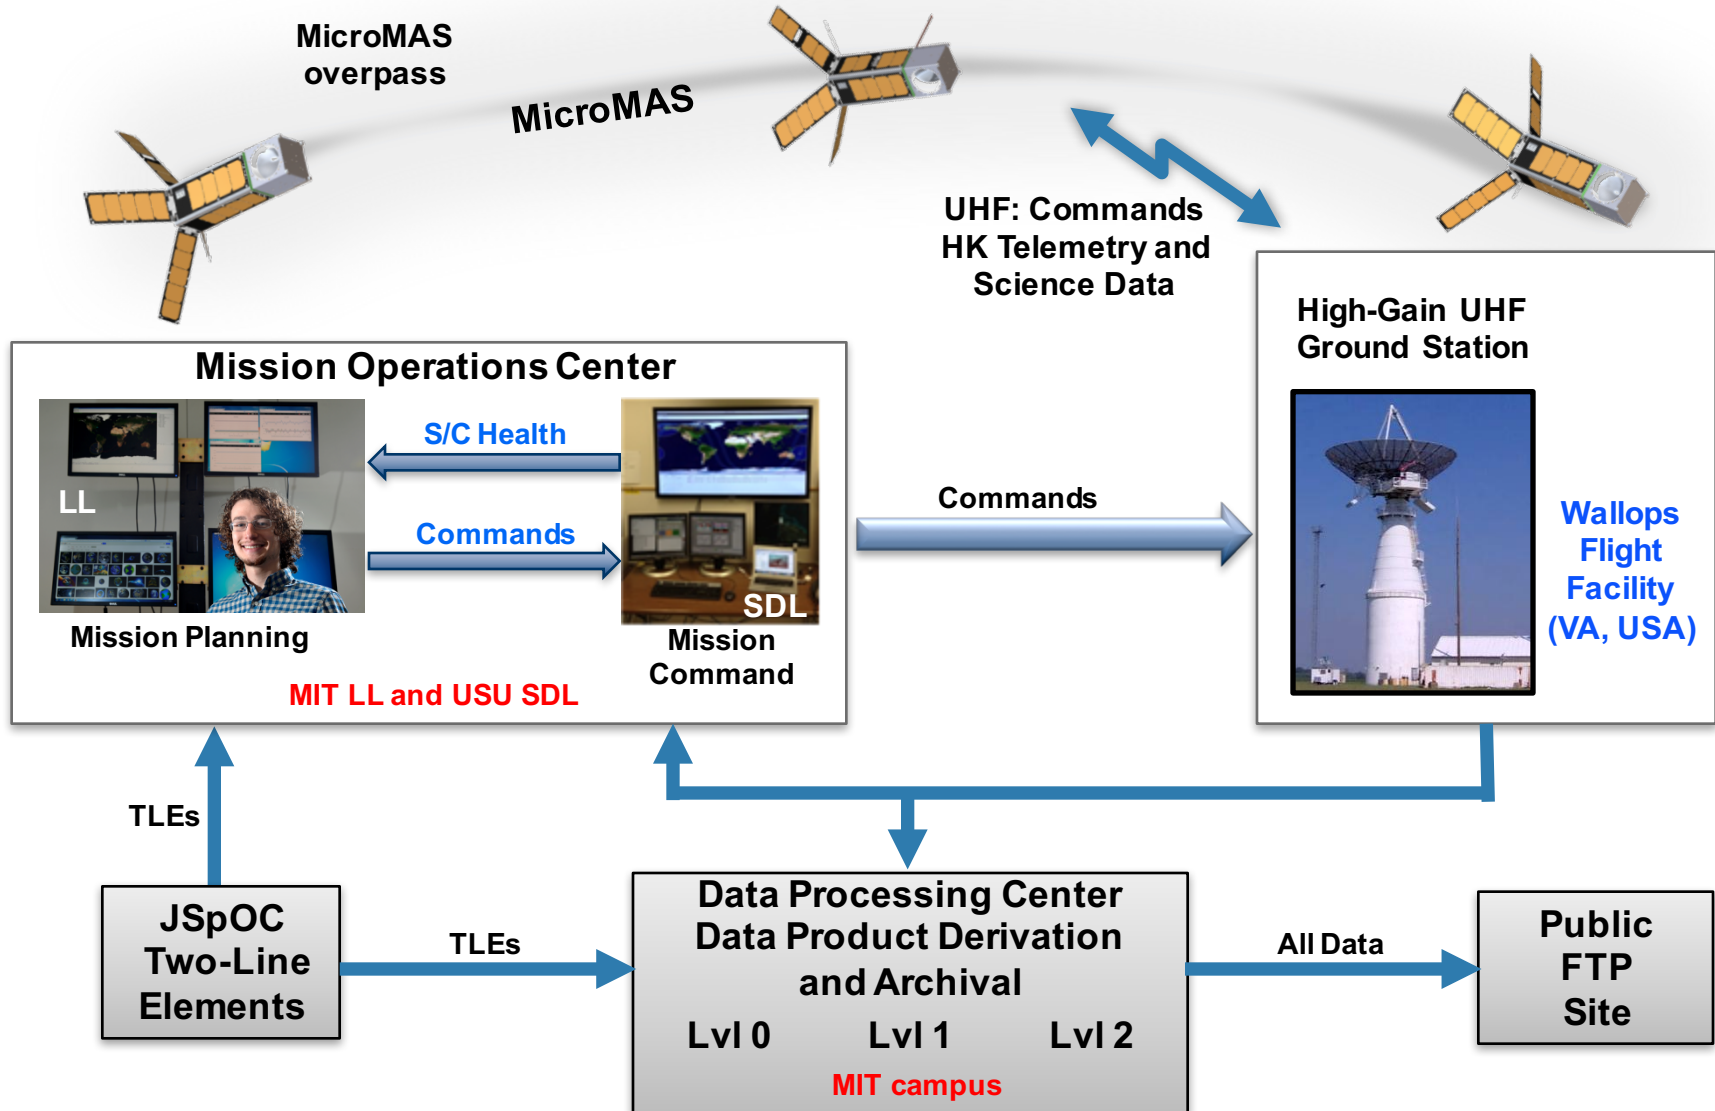 MicroMAS
overpass
MicroMAS
UHF: Commands
HK Telemetry and
Science Data
High-Gain UHF
Ground Station
Wallops
Flight
Facility
(VA, USA)
Mission Operations Center
LL
S/C Health
Commands
SDL
Mission Planning
Mission
Command
MIT LL and USU SDL
Commands
TLEs
JSpOC
Two-Line
Elements
TLEs
Data Processing Center
Data Product Derivation
and Archival
Lvl 0 Lvl 1 Lvl 2
MIT campus
All Data
Public
FTP
Site